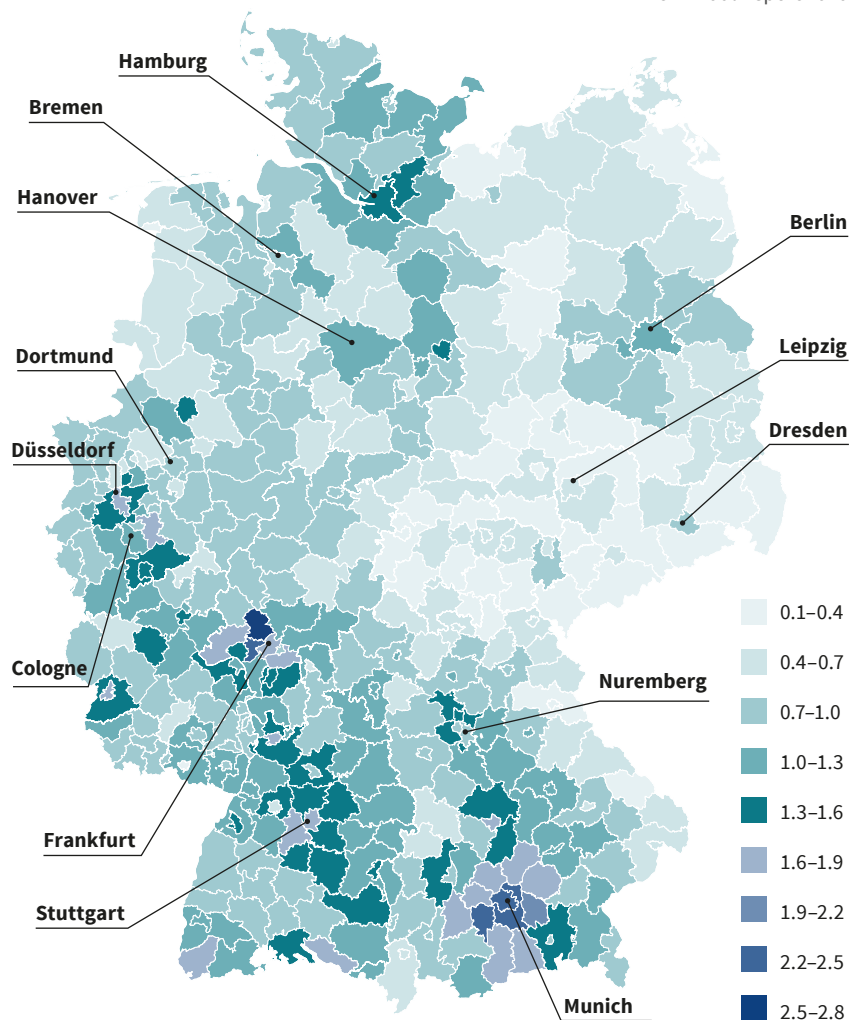 Hamburg
Bremen
Hanover
Berlin
Dortmund
Leipzig
Düsseldorf
Dresden
0.1–0.4
0.4–0.7
Cologne
Nuremberg
0.7–1.0
1.0–1.3
1.3–1.6
Frankfurt
1.6–1.9
Stuttgart
1.9–2.2
2.2–2.5
Munich
2.5–2.8